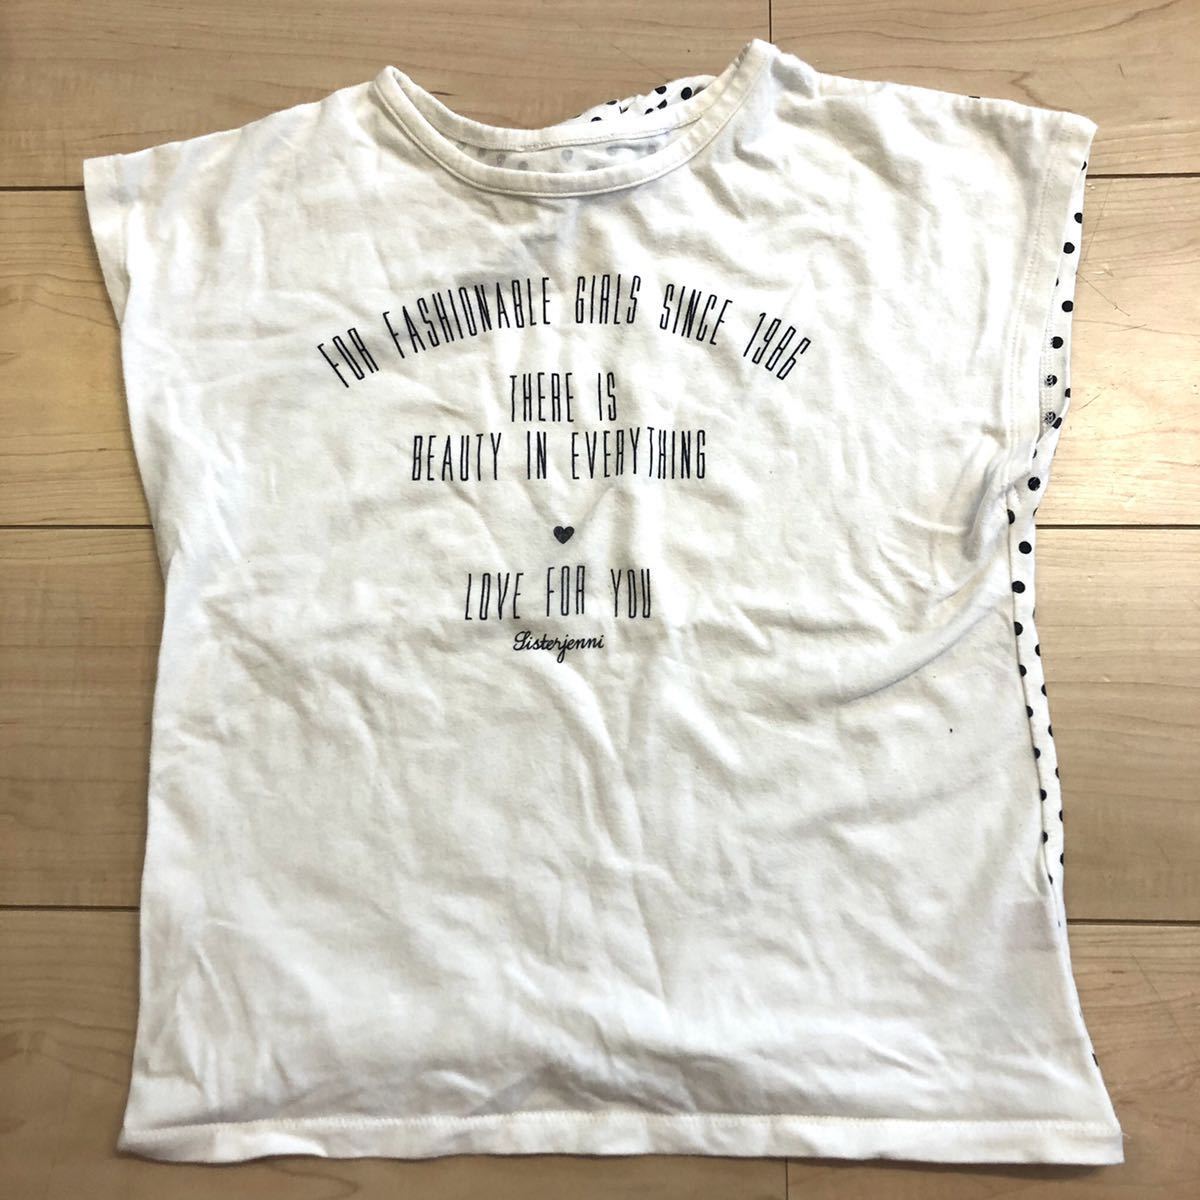 FOR FASHIONABLE GIRLS SINCE 1986
THERE IS
BEAUTY IN EVERYTHING
LOVE FOR YOU
Sisterjenni